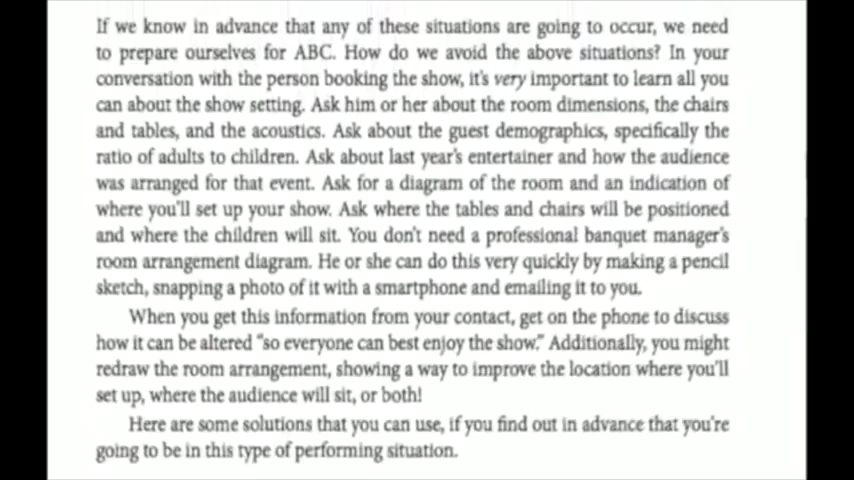 If we know in advance that any of these situations are going to occur, we need
to prepare ourselves for ABC. How do we avoid the above situations? In your
conversation with the person booking the show, it's very important to learn all you
can about the show setting. Ask him or her about the room dimensions, the chairs
and tables, and the acoustics. Ask about the guest demographics, specifically the
ratio of adults to children. Ask about last year's entertainer and how the audience
was arranged for that event. Ask for a diagram of the room and an indication of
where you'll set up your show. Ask where the tables and chairs will be positioned
and where the children will sit. You don't need a professional banquet manager's
room arrangement diagram. He or she can do this very quickly by making a pencil
sketch, snapping a photo of it with a smartphone and emailing it to you.
When you get this information from your contact, get on the phone to discuss
how it can be altered "so everyone can best enjoy the show." Additionally, you might
redraw the room arrangement, showing a way to improve the location where you'll
set up, where the audience will sit, or both!
Here are some solutions that you can use, if you find out in advance that you're
going to be in this type of performing situation.